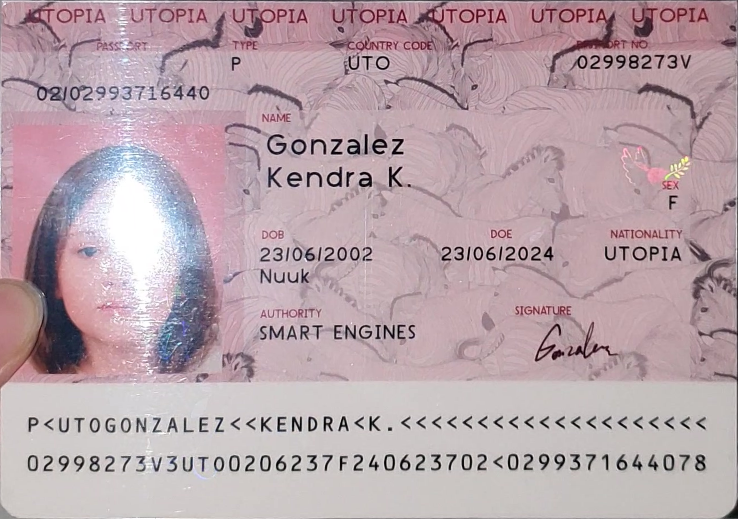 UTOPIA UTOPIA UTOPIA UTOPIA UTOPIA UTOPIA UTOPIA
PASSPORT TYPE COUNTRY CODE PASSPORT NO
P UTO 02998273V
02/02993716440
NAME
Gonzalez
Kendra K.
SEX
F
DOB DOE NATIONALITY
23/06/2002 23/06/2024 UTOPIA
Nuuk
AUTHORITY SIGNATURE
SMART ENGINES Gonzalez
P<UTOGONZALEZ<<KENDRA<K.<<<<<<<<<<<<<<<<<<<<
02998273V3UTO0206237F240623702<0299371644078